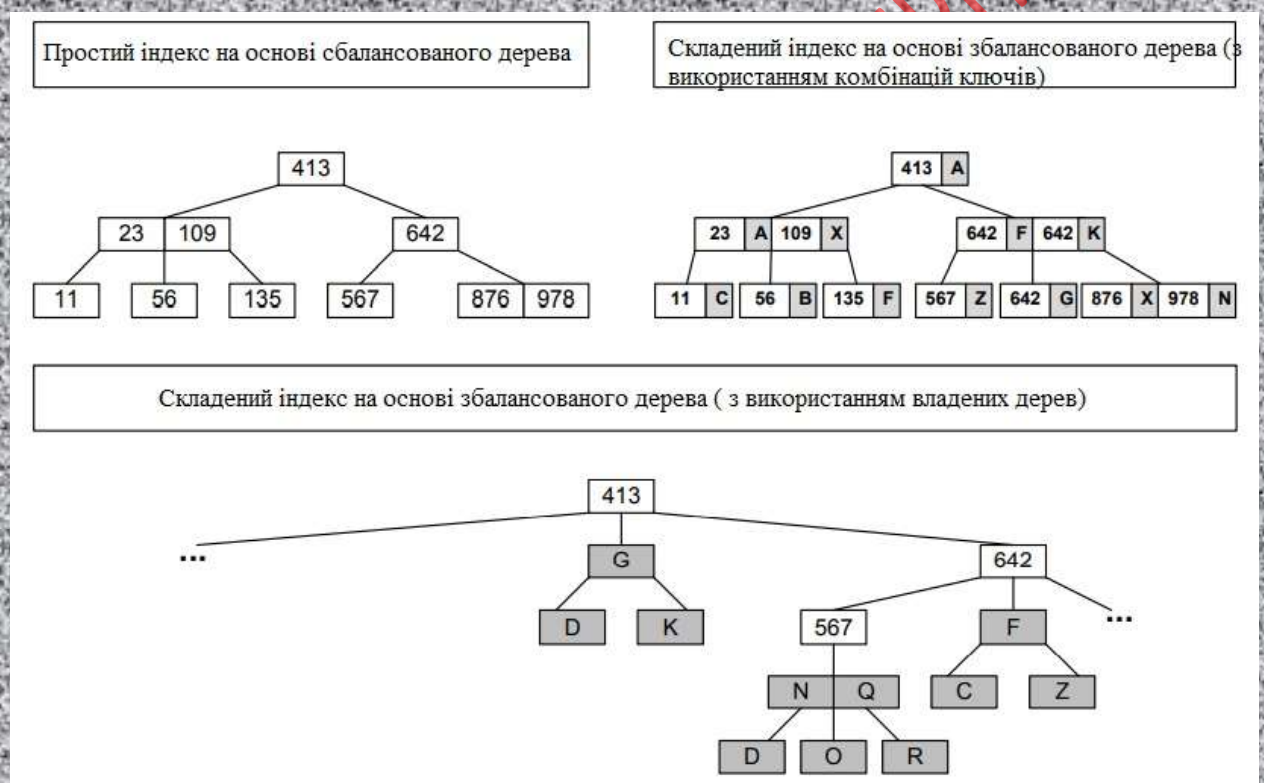 Простий індекс на основі сбалансованого дерева
Складений індекс на основі збалансованого дерева (з
використанням комбінацій ключів)
413
23 109
642
11
56
135
567
876 978
413 A
23 A 109 X
642 F 642 K
11 C
56 B
135 F
567 Z
642 G
876 X 978 N
Складений індекс на основі збалансованого дерева ( з використанням владених дерев)
413
...
G
642
D
K
567
F
...
N Q
C
Z
D
O
R